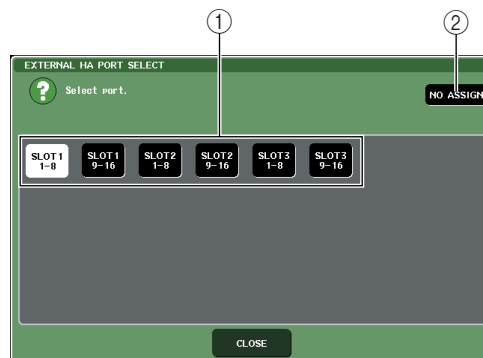 1
2
EXTERNAL HA PORT SELECT
? Select port.
NO ASSIGN
SLOT1 SLOT1 SLOT2 SLOT2 SLOT3 SLOT3
1-8 9-16 1-8 9-16 1-8 9-16
CLOSE